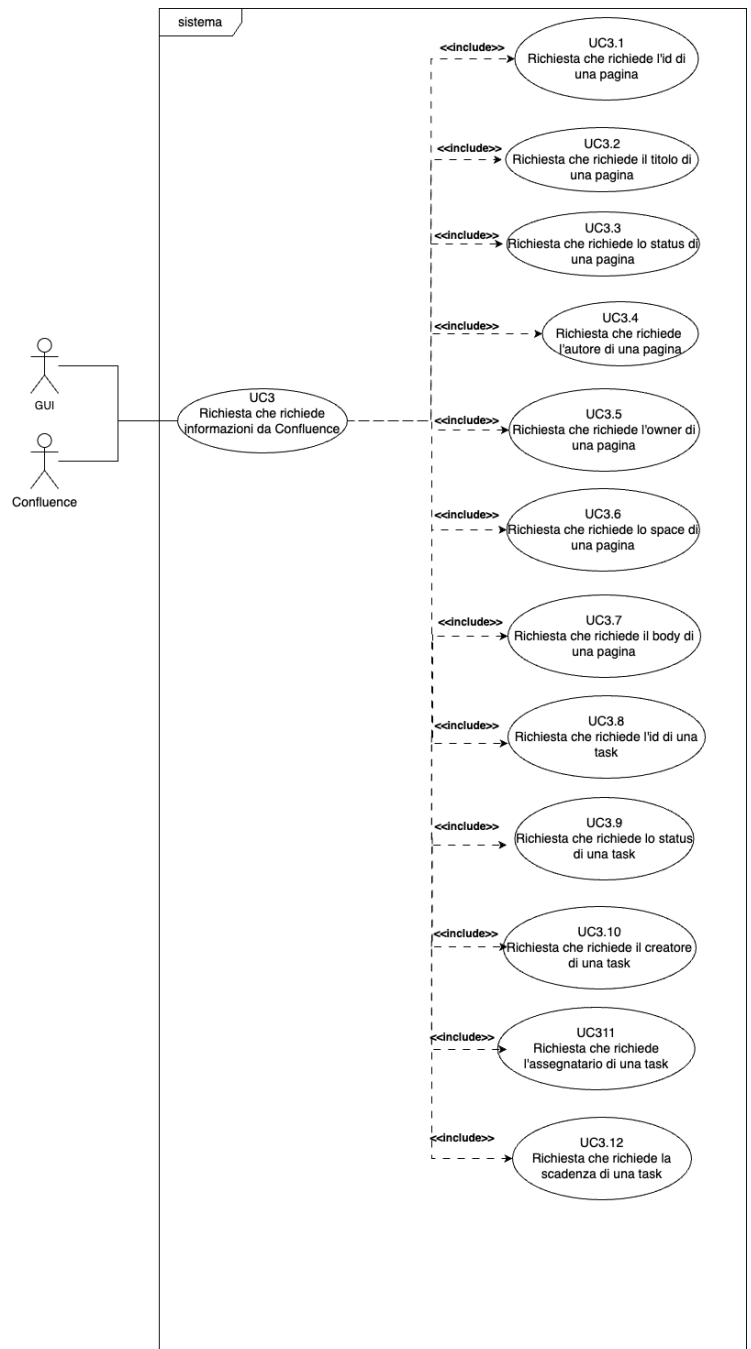 sistema
<<include>>
UC3.1
Richiesta che richiede l'id di
una pagina
<<include>>
UC3.2
Richiesta che richiede il titolo di
una pagina
<<include>>
UC3.3
Richiesta che richiede lo status di
una pagina
<<include>>
UC3.4
Richiesta che richiede
l'autore di una pagina
GUI
Confluence
UC3
Richiesta che richiede
informazioni da Confluence
<<include>>
UC3.5
Richiesta che richiede l'owner di
una pagina
<<include>>
UC3.6
Richiesta che richiede lo space di
una pagina
<<include>>
UC3.7
Richiesta che richiede il body di
una pagina
<<include>>
UC3.8
Richiesta che richiede l'id di una
task
<<include>>
UC3.9
Richiesta che richiede lo status
di una task
<<include>>
UC3.10
Richiesta che richiede il creatore
di una task
<<include>>
UC311
Richiesta che richiede
l'assegnatario di una task
<<include>>
UC3.12
Richiesta che richiede la
scadenza di una task